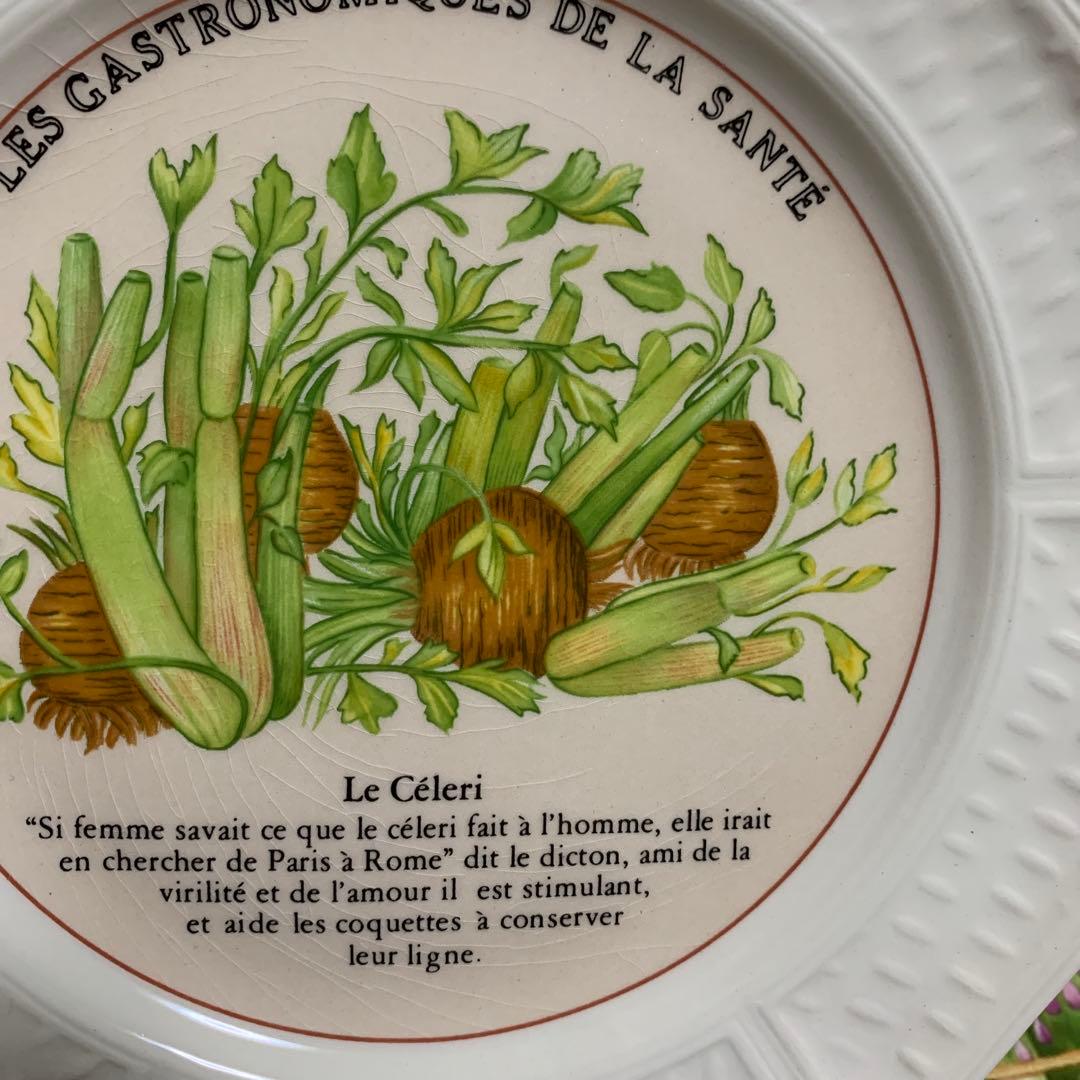 LES GASTRONOMIQUES DE LA SANTÉ
Le Céleri
“Si femme savait ce que le céleri fait à l’homme, elle irait
en chercher de Paris à Rome” dit le dicton, ami de la
virilité et de l’amour il est stimulant,
et aide les coquettes à conserver
leur ligne.